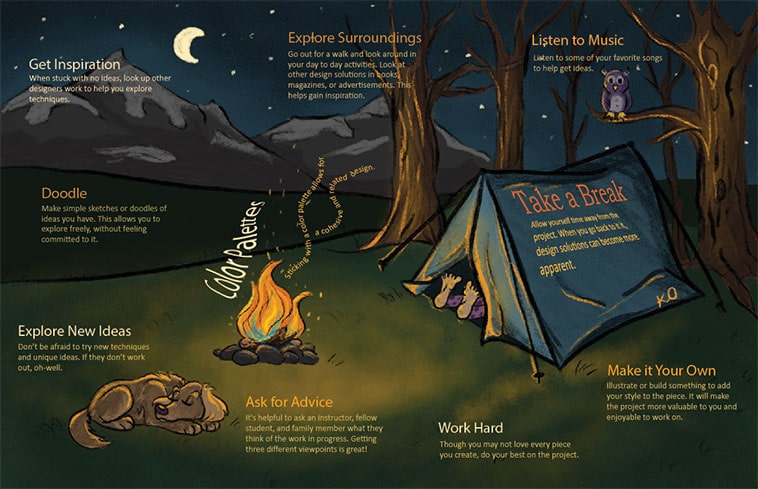 Get Inspiration
When stuck with no ideas, look up other
designers work to help you explore
techniques.
Explore Surroundings
Go out for a walk and look around in
your day to day activities. Look at
other design solutions in books,
magazines, or advertisements. This
helps gain inspiration.
Listen to Music
Listen to some of your favorite songs
to help get ideas.
Doodle
Make simple sketches or doodles of
ideas you have. This allows you to
explore freely, without feeling
committed to it.
Color Palettes
Sticking with a color palette allows for
a cohesive and related design.
Take a Break
Allow yourself time away from the
project. When you go back to it,
design solutions can become more
apparent.
KO
Explore New Ideas
Don't be afraid to try new techniques
and unique ideas. If they don't work
out, oh-well.
Ask for Advice
It's helpful to ask an instructor, fellow
student, and family member what they
think of the work in progress. Getting
three different viewpoints is great!
Work Hard
Though you may not love every piece
you create, do your best on the project.
Make it Your Own
Illustrate or build something to add
your style to the piece. It will make
the project more valuable to you and
enjoyable to work on.